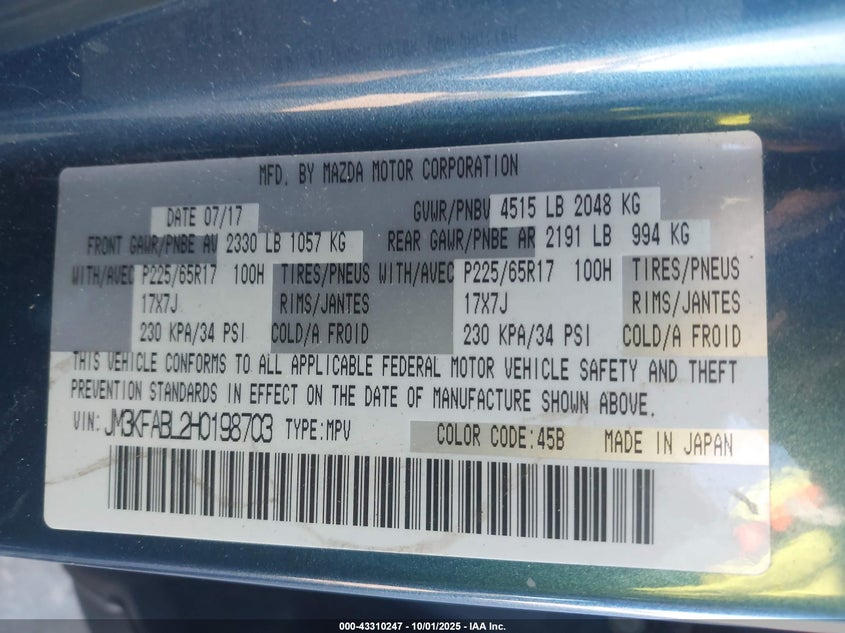 MFD. BY MAZDA MOTOR CORPORATION
DATE 07/17 GVWR/PNBV 4515 LB 2048 KG
FRONT GAWR/PNBE AV 2330 LB 1057 KG REAR GAWR/PNBE AR 2191 LB 994 KG
WITH/AVEC P225/65R17 100H TIRES/PNEUS WITH/AVEC P225/65R17 100H TIRES/PNEUS
17X7J RIMS/JANTES 17X7J RIMS/JANTES
230 KPA/34 PSI COLD/A FROID 230 KPA/34 PSI COLD/A FROID
THIS VEHICLE CONFORMS TO ALL APPLICABLE FEDERAL MOTOR VEHICLE SAFETY AND THEFT
PREVENTION STANDARDS IN EFFECT ON THE DATE OF MANUFACTURE SHOWN ABOVE.
VIN: JM3KFABL2H0198703 TYPE:MPV COLOR CODE:45B MADE IN JAPAN
000-43310247 - 10/01/2025 - IAA Inc.